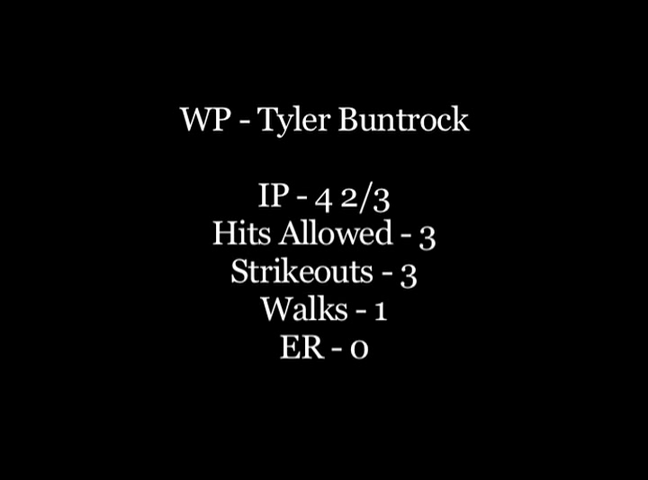 WP - Tyler Buntrock
IP - 4 2/3
Hits Allowed - 3
Strikeouts - 3
Walks - 1
ER - 0